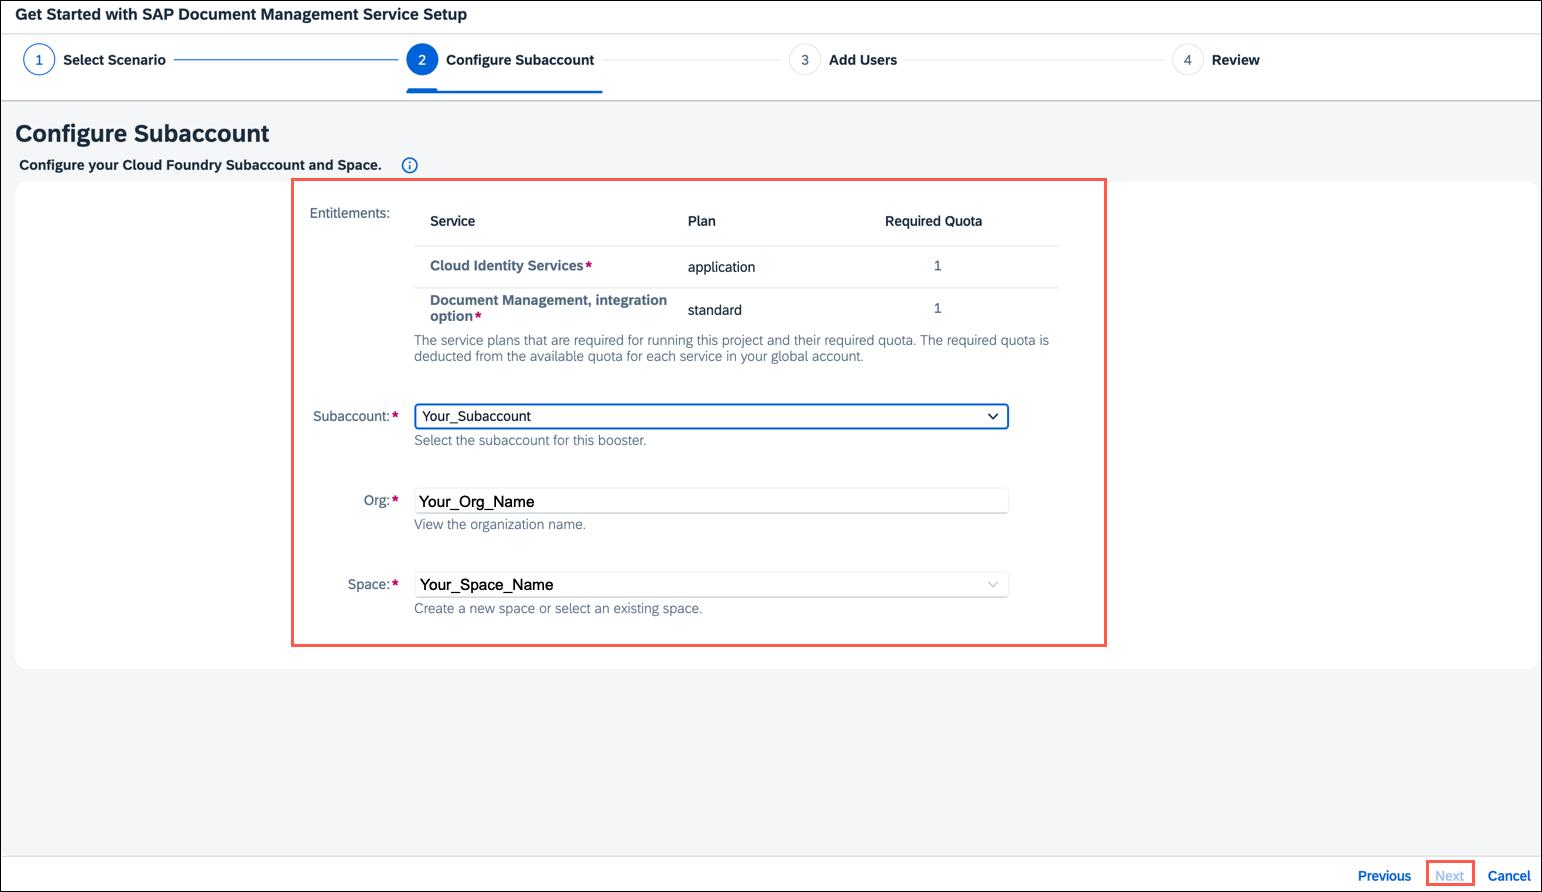 Get Started with SAP Document Management Service Setup
1 Select Scenario 2 Configure Subaccount 3 Add Users 4 Review
Configure Subaccount
Configure your Cloud Foundry Subaccount and Space.
Entitlements:
Service Plan Required Quota
Cloud Identity Services* application 1
Document Management, integration
option* standard 1
The service plans that are required for running this project and their required quota. The required quota is
deducted from the available quota for each service in your global account.
Subaccount:* Your_Subaccount
Select the subaccount for this booster.
Org:* Your_Org_Name
View the organization name.
Space:* Your_Space_Name
Create a new space or select an existing space.
Previous Next Cancel